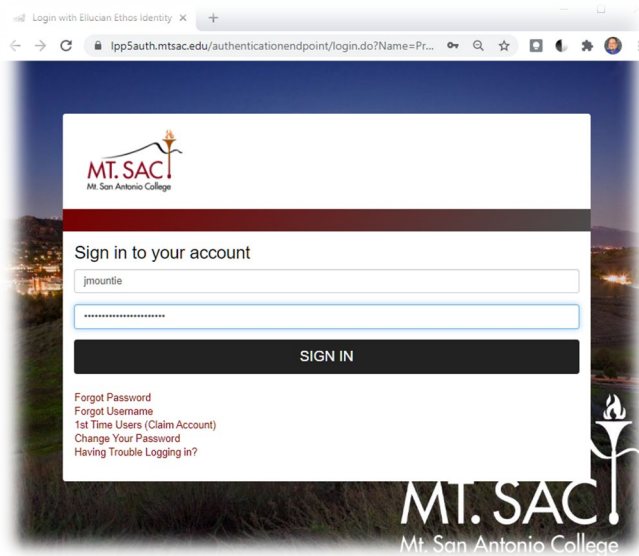 Login with Ellucian Ethos Identity
lpp5auth.mtsac.edu/authenticationendpoint/login.do?Name=Pr...
MT. SAC
Mt. San Antonio College
Sign in to your account
jmountie
••••••••••••••••••••••
SIGN IN
Forgot Password
Forgot Username
1st Time Users (Claim Account)
Change Your Password
Having Trouble Logging in?
MT. SAC
Mt. San Antonio College